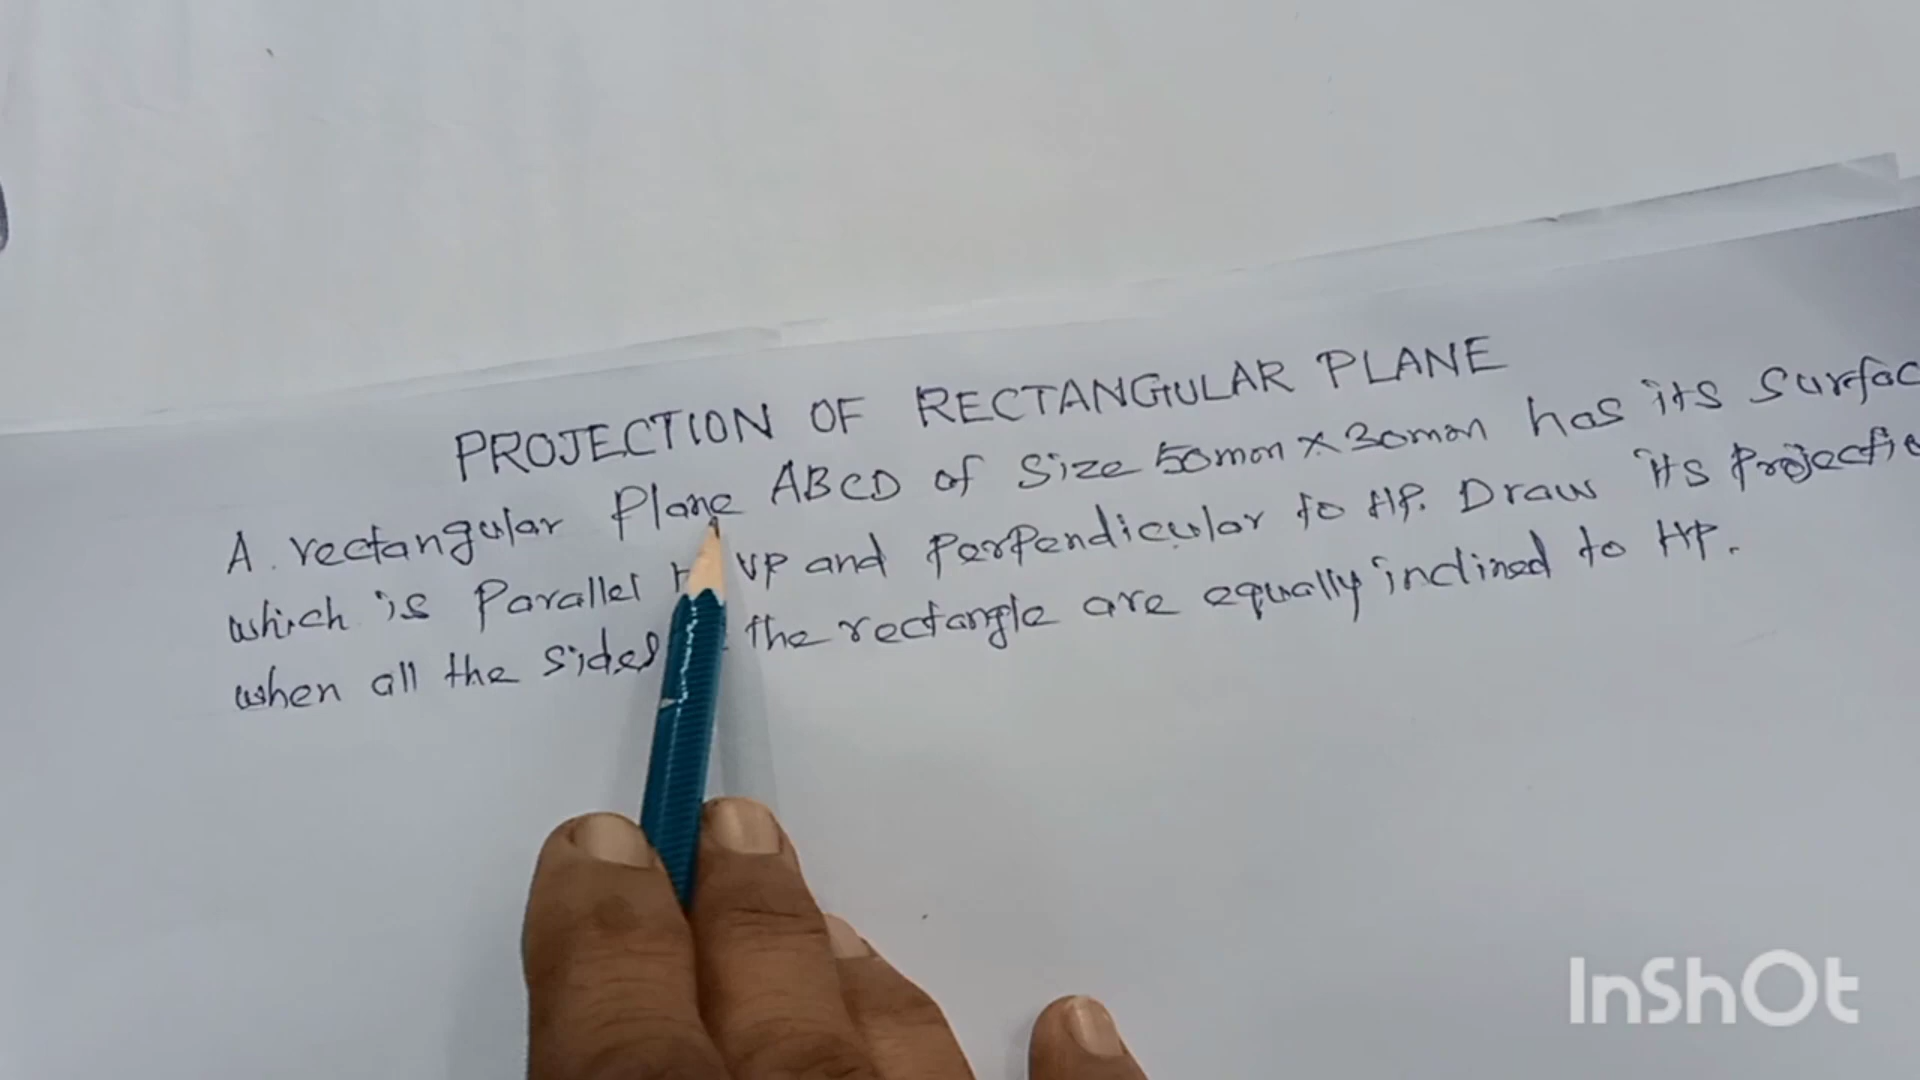 PROJECTION OF RECTANGULAR PLANE
A. rectangular Plane ABCD of Size 50mm x 30mm has its Surfac
which is Parallel VP and Perpendicular to HP. Draw its Projectio
when all the sides the rectangle are equally inclined to HP.
InShOt